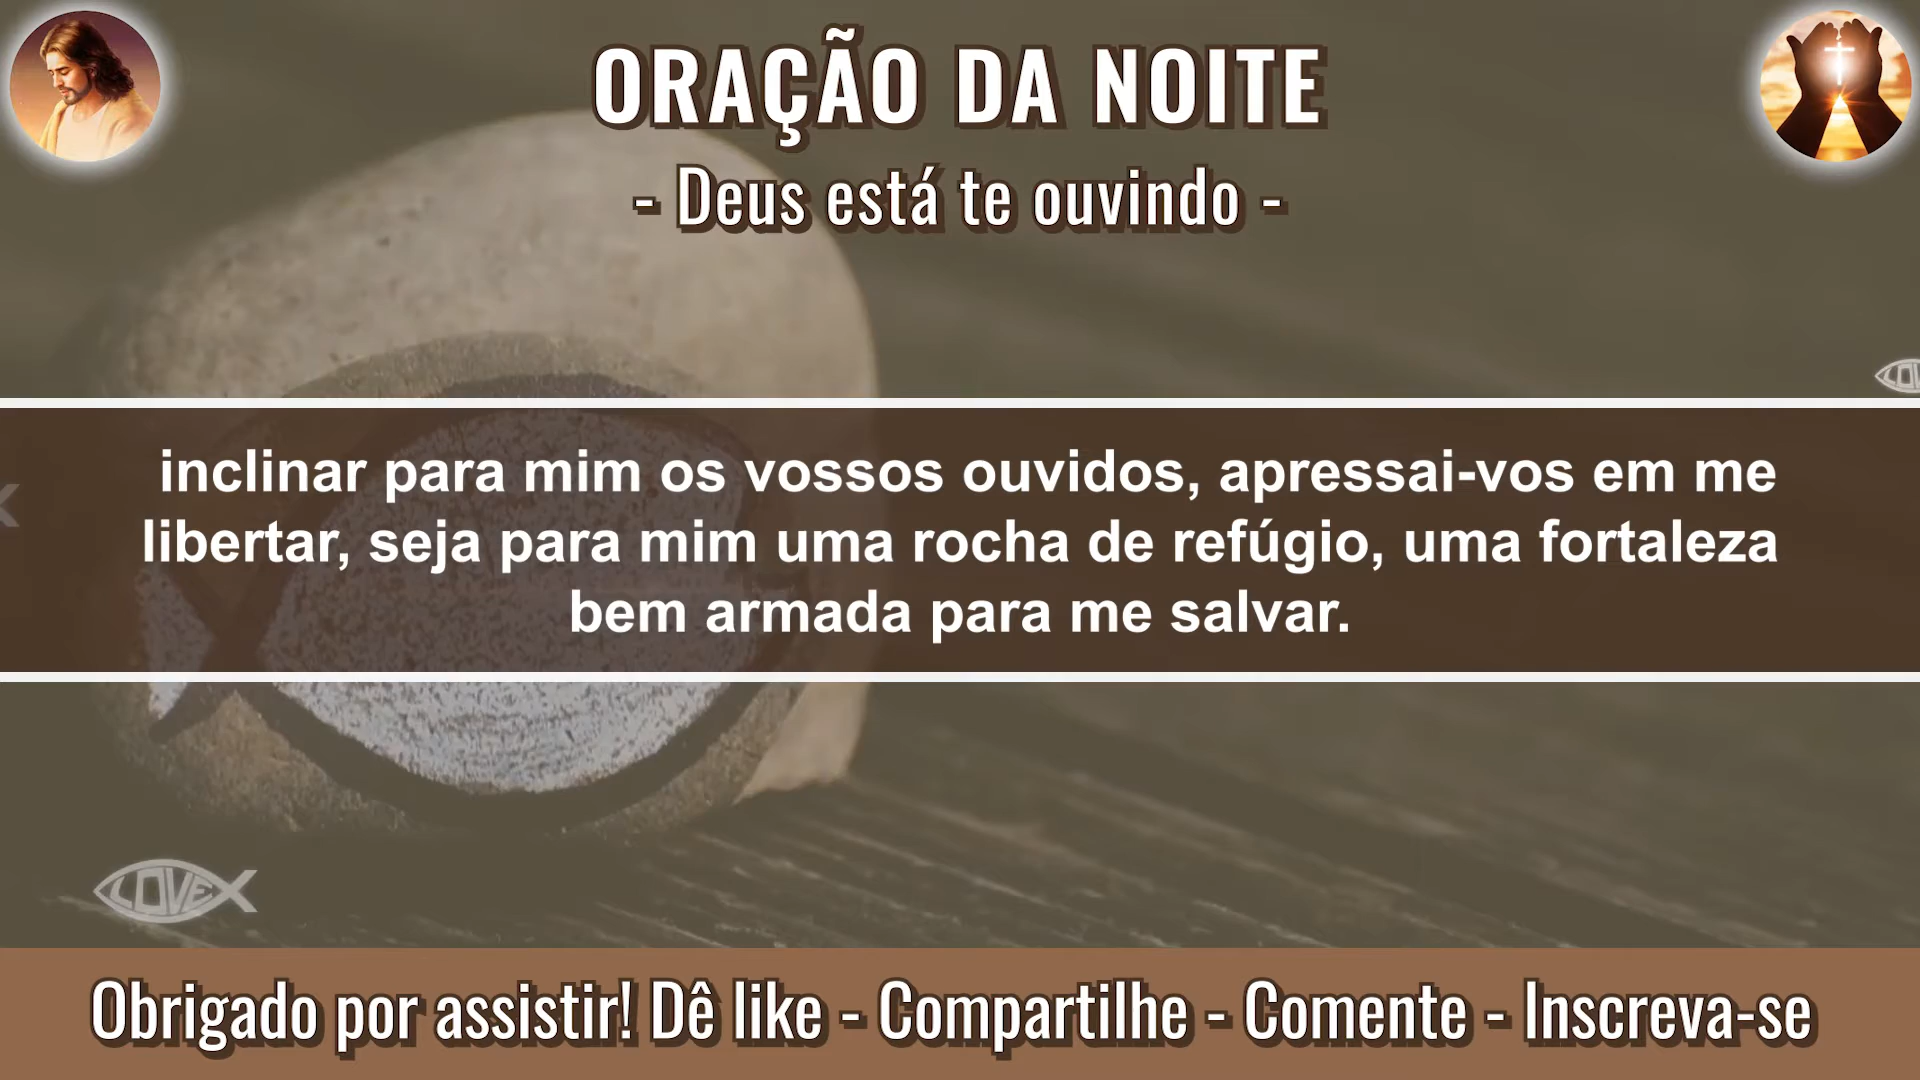 ORAÇÃO DA NOITE
- Deus está te ouvindo -
inclinar para mim os vossos ouvidos, apressai-vos em me
libertar, seja para mim uma rocha de refúgio, uma fortaleza
bem armada para me salvar.
LOVE
Obrigado por assistir! Dê like - Compartilhe - Comente - Inscreva-se